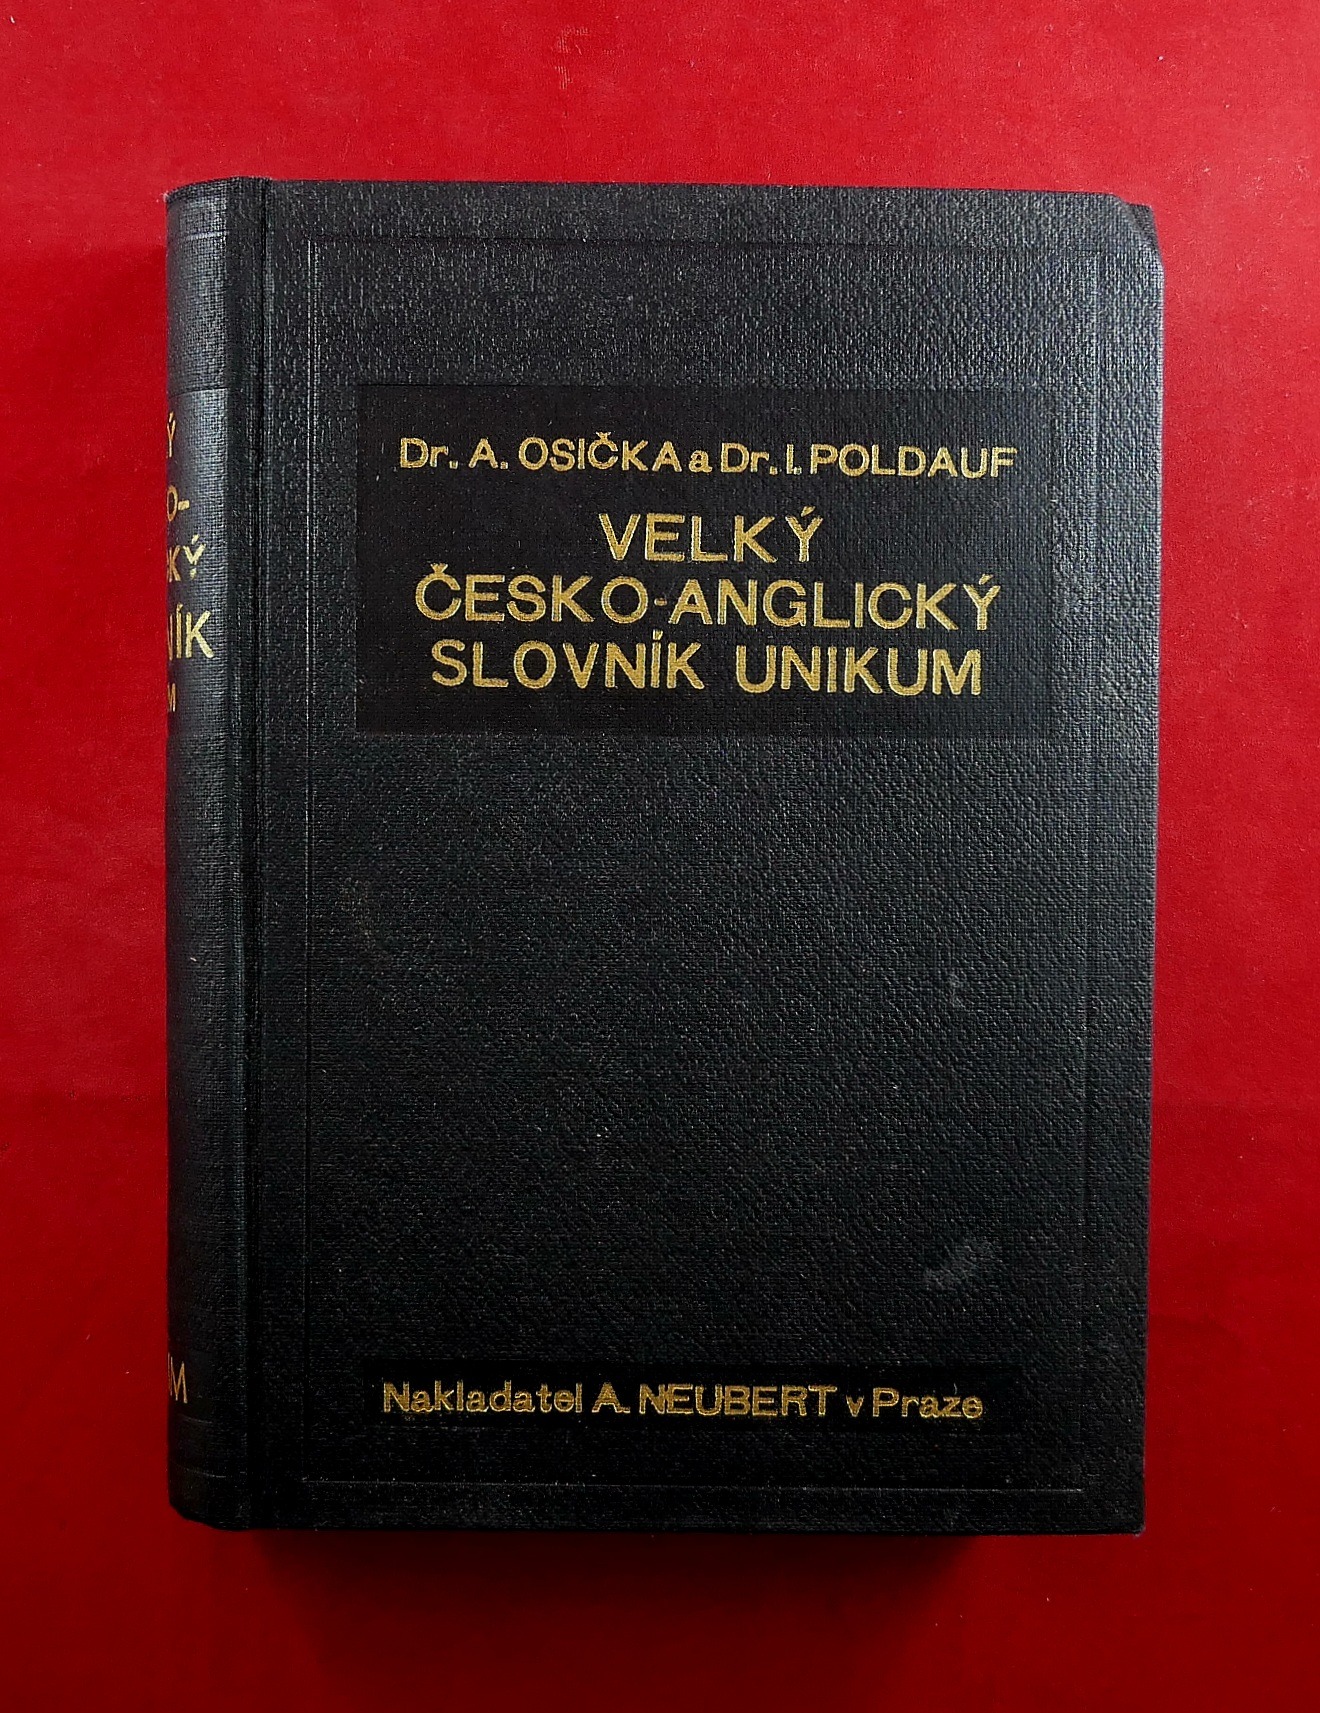 Dr. A. OSIČKA a Dr. I. POLDAUF
VELKÝ
ČESKO-ANGLICKÝ
SLOVNÍK UNIKUM
Nakladatel A. NEUBERT v Praze